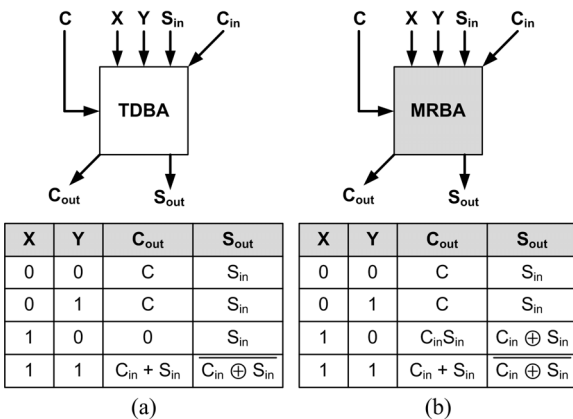 C X Y Sin Cin C X Y Sin Cin
TDBA MRBA
Cout Sout Cout Sout
X Y Cout Sout X Y Cout Sout
0 0 C Sin 0 0 C Sin
0 1 C Sin 0 1 C Sin
1 0 0 Sin 1 0 CinSin Cin ⊕ Sin
1 1 Cin + Sin \overline{Cin ⊕ Sin} 1 1 Cin + Sin \overline{Cin ⊕ Sin}
(a) (b)